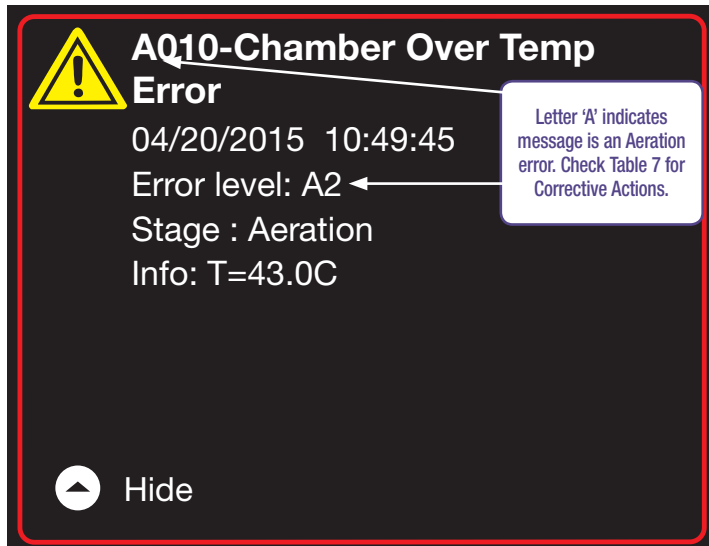 A010-Chamber Over Temp
Error
04/20/2015 10:49:45
Error level: A2
Stage : Aeration
Info: T=43.0C
Letter ‘A’ indicates
message is an Aeration
error. Check Table 7 for
Corrective Actions.
Hide